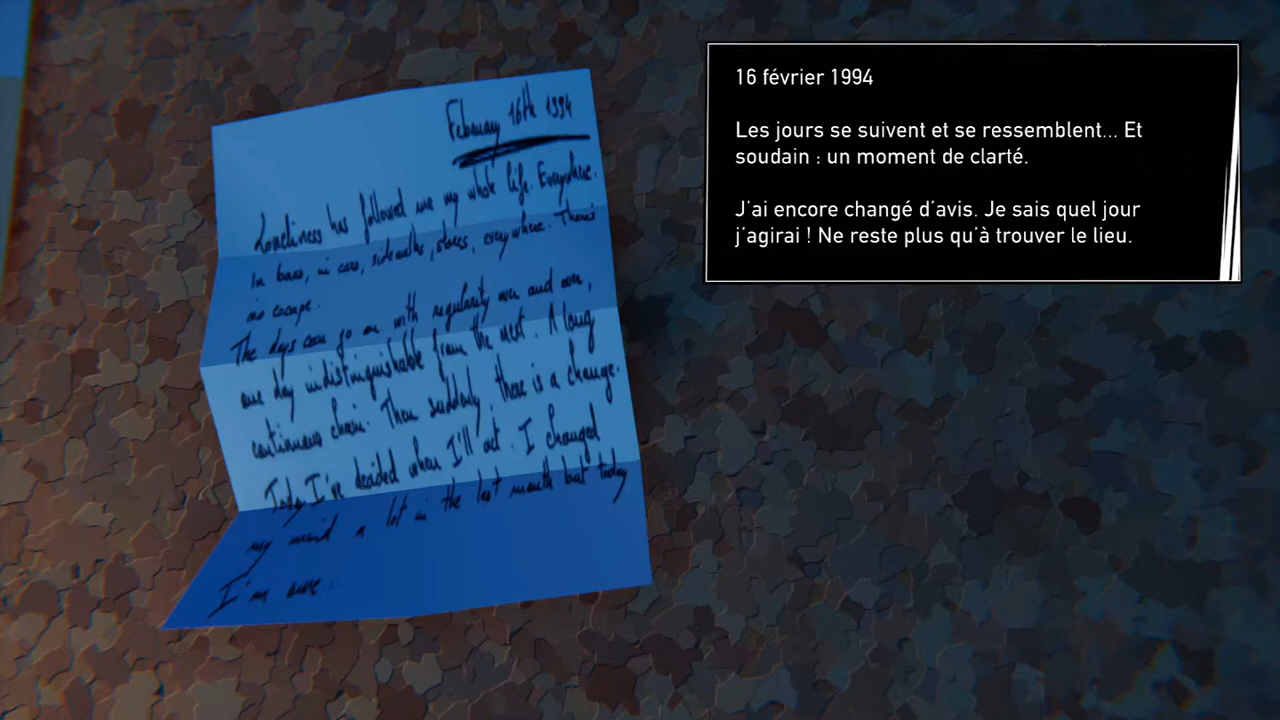 February 16th 1994
Loneliness has followed me my whole life. Everywhere.
In bars, in cars, sidewalks, stores, everywhere. There's
no escape.
The days can go on with regularity over and over,
one day indistinguishable from the next. A long
continuous chain. Then suddenly there is a change.
Today I've decided when I'll act. I changed
my mind a lot in the last month but today
I'm sure.
16 février 1994
Les jours se suivent et se ressemblent... Et
soudain : un moment de clarté.
J'ai encore changé d'avis. Je sais quel jour
j'agirai ! Ne reste plus qu'à trouver le lieu.